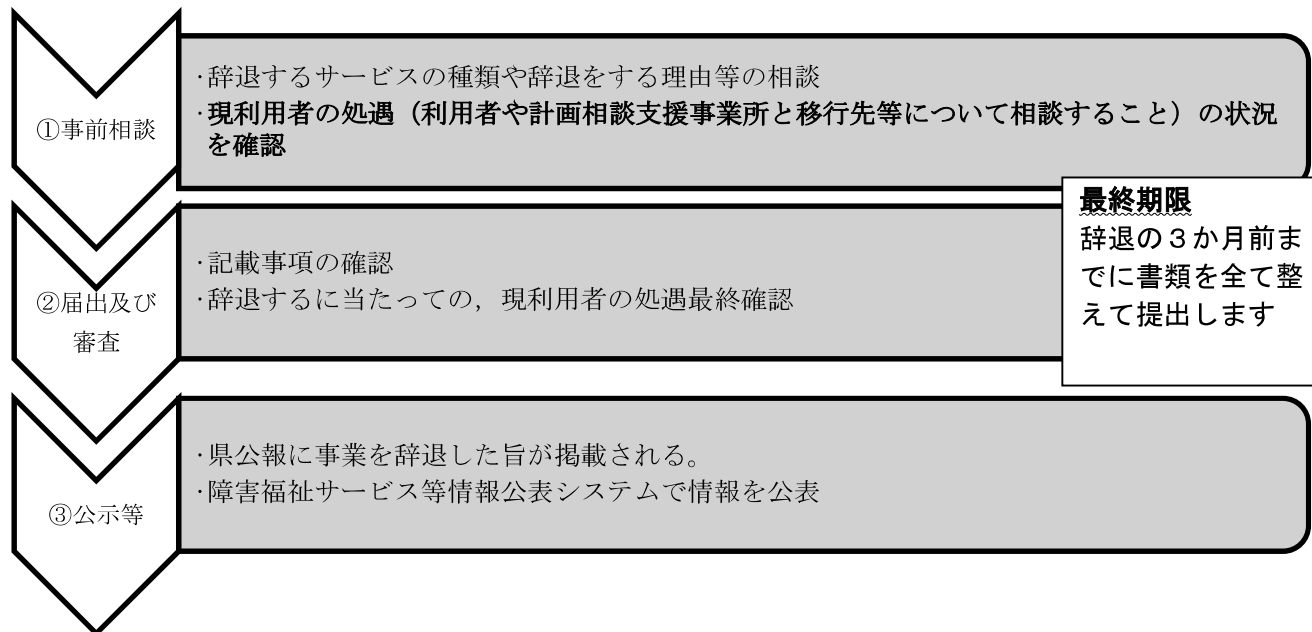 ①事前相談
·辞退するサービスの種類や辞退をする理由等の相談
·現利用者の処遇（利用者や計画相談支援事業所と移行先等について相談すること）の状況
を確認
②届出及び
審査
·記載事項の確認
·辞退するに当たっての，現利用者の処遇最終確認
最終期限
辞退の３か月前ま
でに書類を全て整
えて提出します
③公示等
·県公報に事業を辞退した旨が掲載される。
·障害福祉サービス等情報公表システムで情報を公表